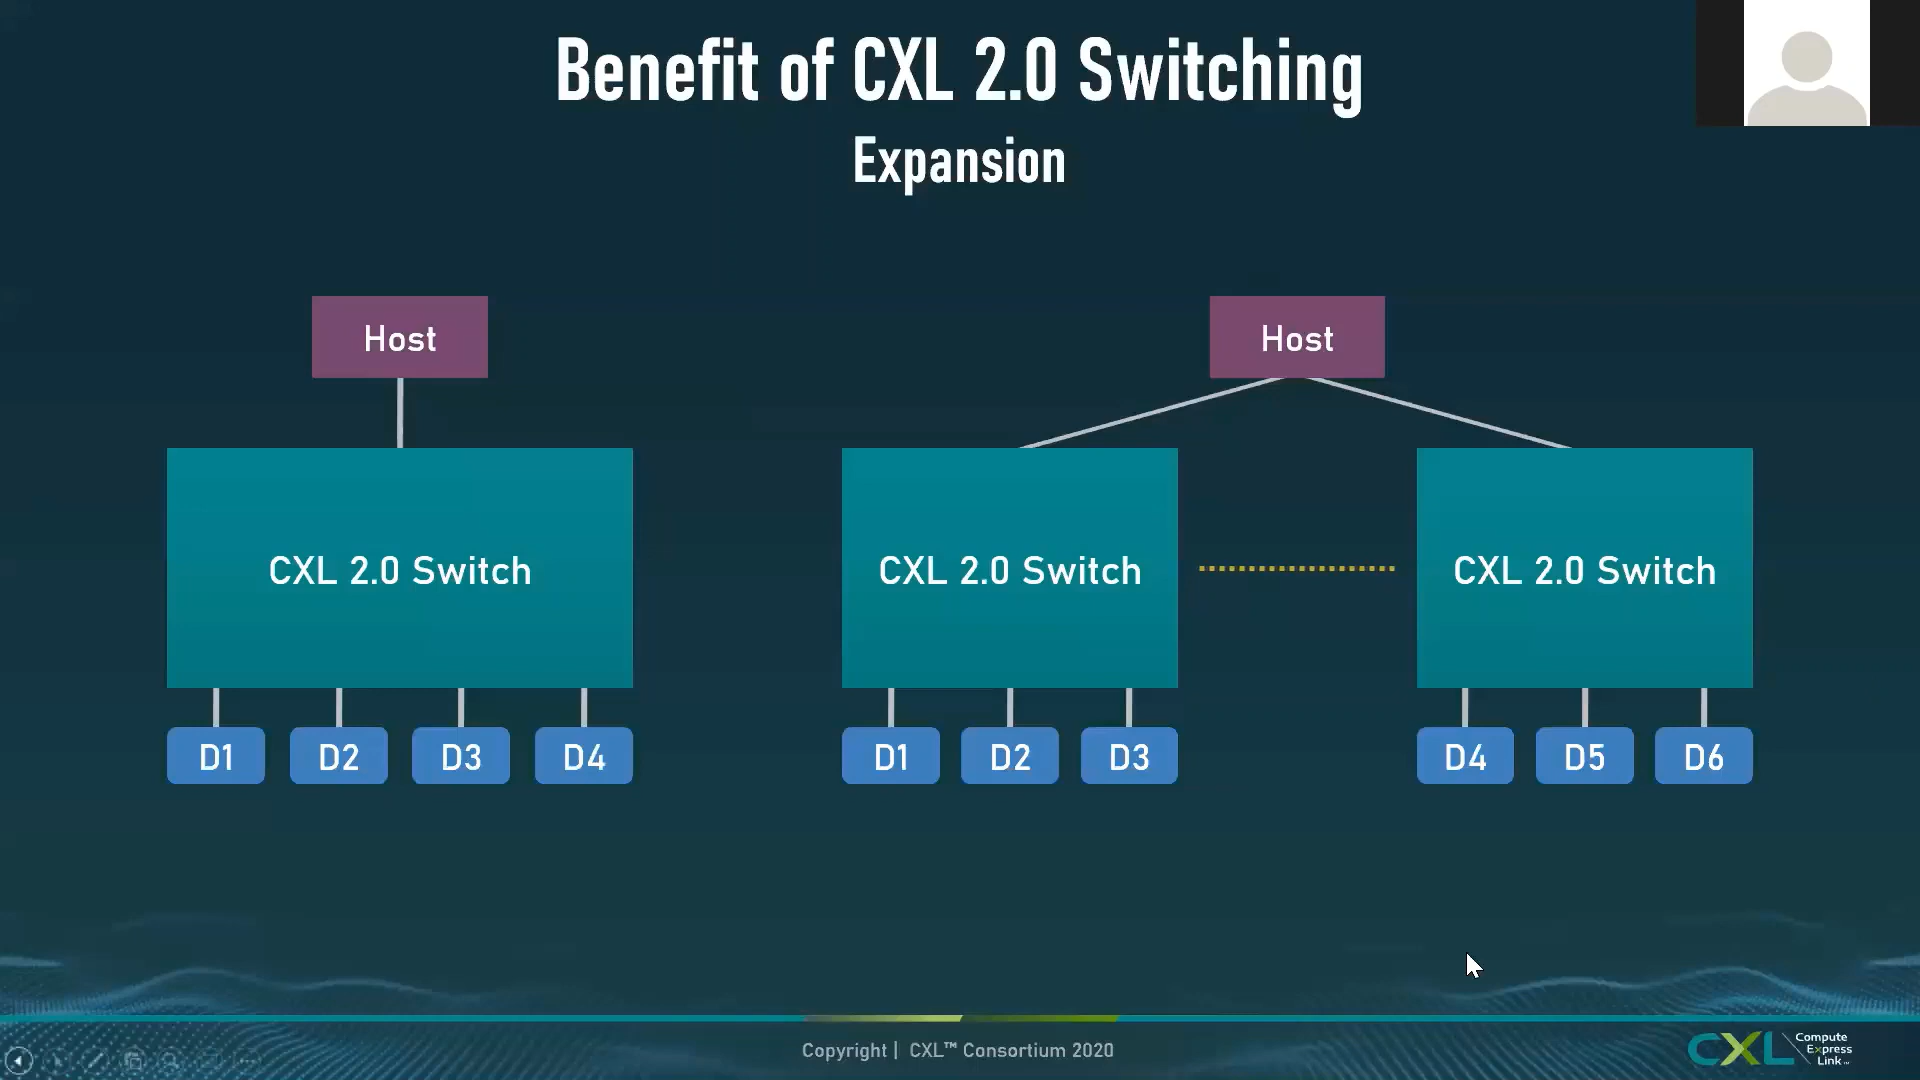 Benefit of CXL 2.0 Switching
Expansion
Host
Host
CXL 2.0 Switch
CXL 2.0 Switch
CXL 2.0 Switch
D1 D2 D3 D4
D1 D2 D3
D4 D5 D6
Copyright | CXL™ Consortium 2020
CXL
Compute
Express
Link™